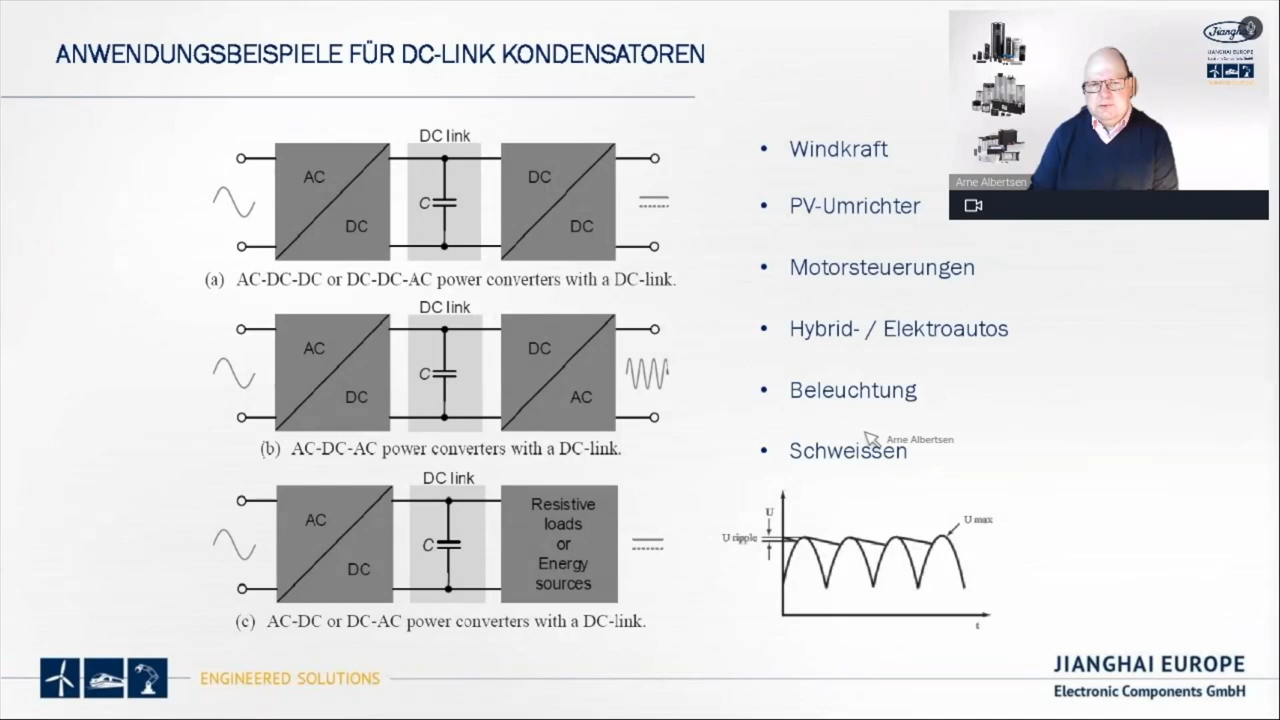 ANWENDUNGSBEISPIELE FÜR DC-LINK KONDENSATOREN
DC link
AC
DC
C
DC
DC
(a) AC-DC-DC or DC-DC-AC power converters with a DC-link.
DC link
AC
DC
C
DC
AC
(b) AC-DC-AC power converters with a DC-link.
DC link
AC
DC
C
Resistive
loads
or
Energy
sources
(c) AC-DC or DC-AC power converters with a DC-link.
• Windkraft
• PV-Umrichter
• Motorsteuerungen
• Hybrid- / Elektroautos
• Beleuchtung
• Schweissen
Arne Albertsen
U
U ripple
U max
t
JIANGHAI EUROPE
Arne Albertsen
ENGINEERED SOLUTIONS
JIANGHAI EUROPE
Electronic Components GmbH